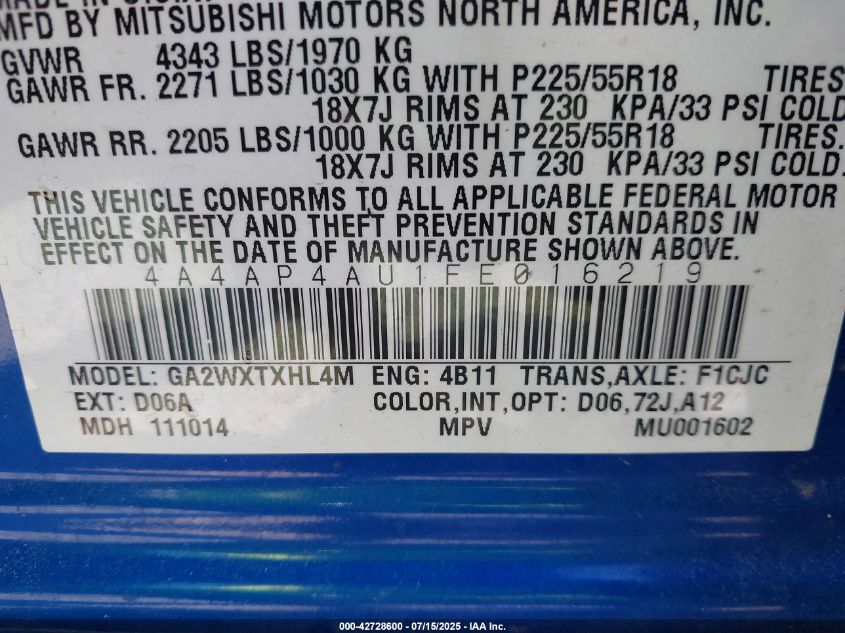 MFD BY MITSUBISHI MOTORS NORTH AMERICA, INC.
GVWR 4343 LBS/1970 KG
GAWR FR. 2271 LBS/1030 KG WITH P225/55R18 TIRES
18X7J RIMS AT 230 KPA/33 PSI COLD
GAWR RR. 2205 LBS/1000 KG WITH P225/55R18 TIRES.
18X7J RIMS AT 230 KPA/33 PSI COLD.
THIS VEHICLE CONFORMS TO ALL APPLICABLE FEDERAL MOTOR
VEHICLE SAFETY AND THEFT PREVENTION STANDARDS IN
EFFECT ON THE DATE OF MANUFACTURE SHOWN ABOVE.
4A4AP4AU1FE016219
MODEL: GA2WXTXHL4M ENG: 4B11 TRANS,AXLE: F1CJC
EXT: D06A COLOR,INT,OPT: D06,72J,A12
MDH 111014 MPV MU001602
000-42728600 - 07/15/2025 - IAA Inc.